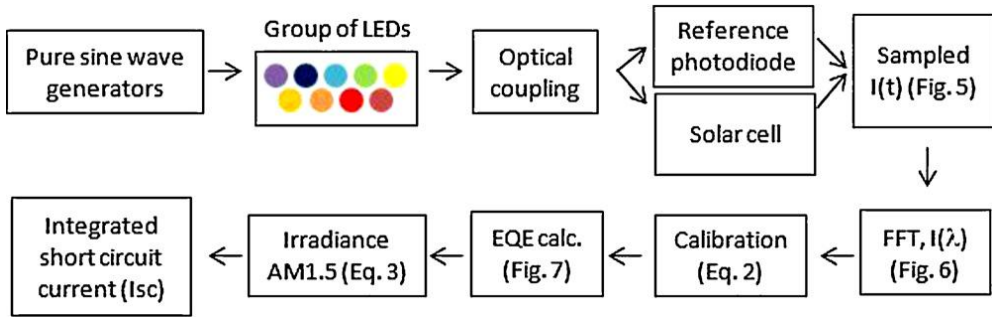 Pure sine wave
generators
Group of LEDs
Optical
coupling
Reference
photodiode
Solar cell
Sampled
I(t) (Fig. 5)
FFT, I(λ)
(Fig. 6)
Calibration
(Eq. 2)
EQE calc.
(Fig. 7)
Irradiance
AM1.5 (Eq. 3)
Integrated
short circuit
current (Isc)